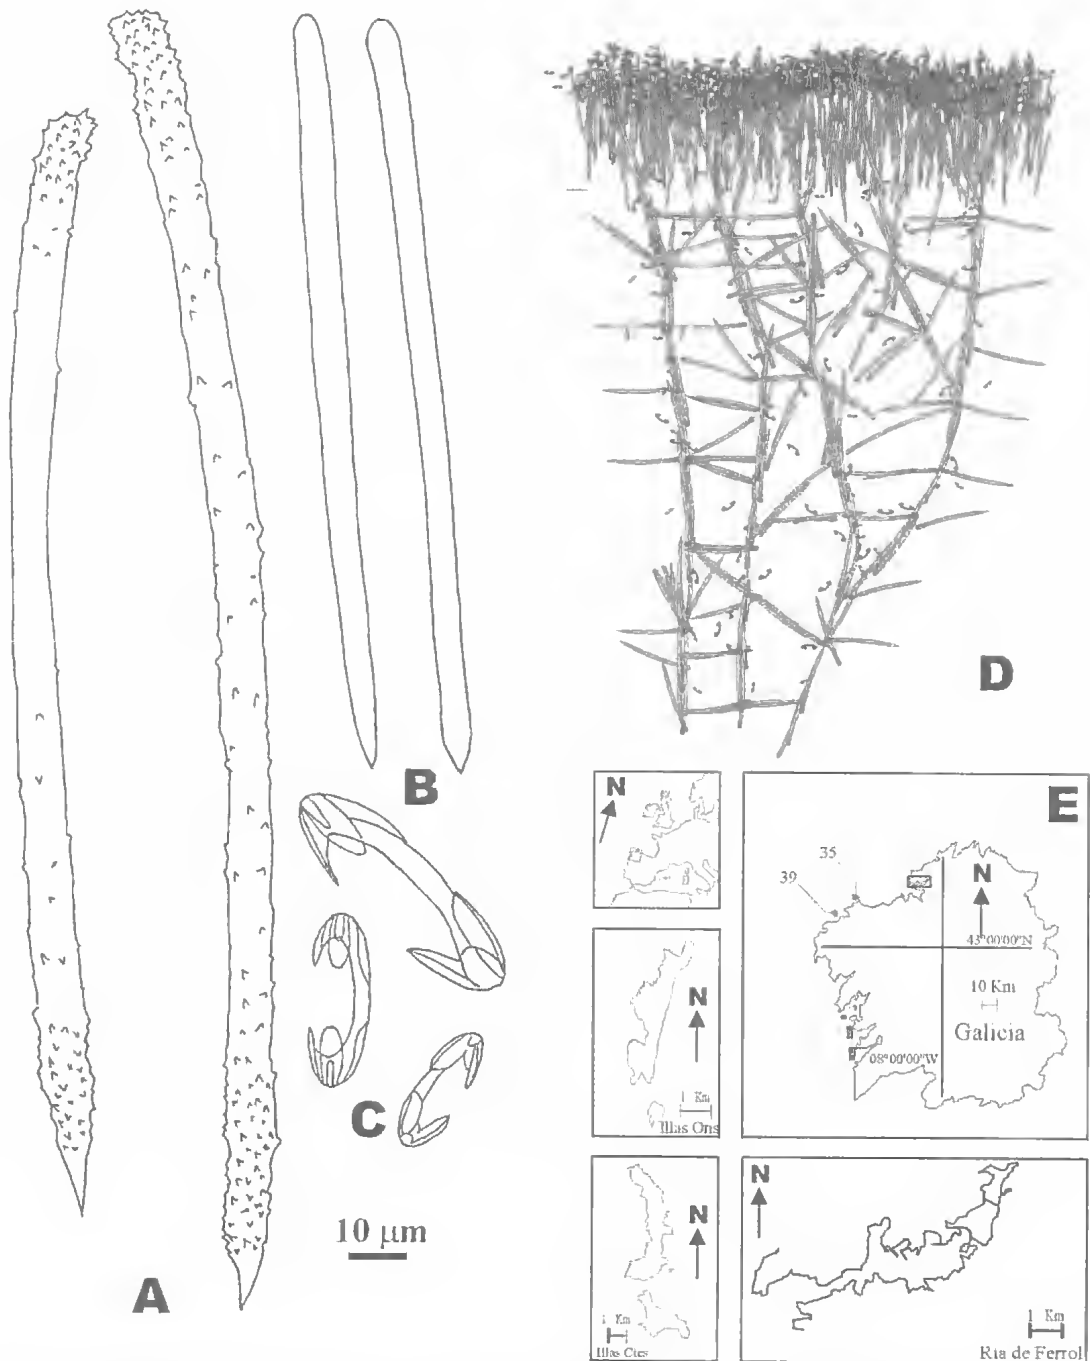 A
B
C
10 µm
D
E
N
35
39
N
43°00'00"N
10 Km
Galicia
08°00'00"W
N
1 Km
Illas Ons
N
1 Km
Illas Cíes
N
1 Km
Ria de Ferrol